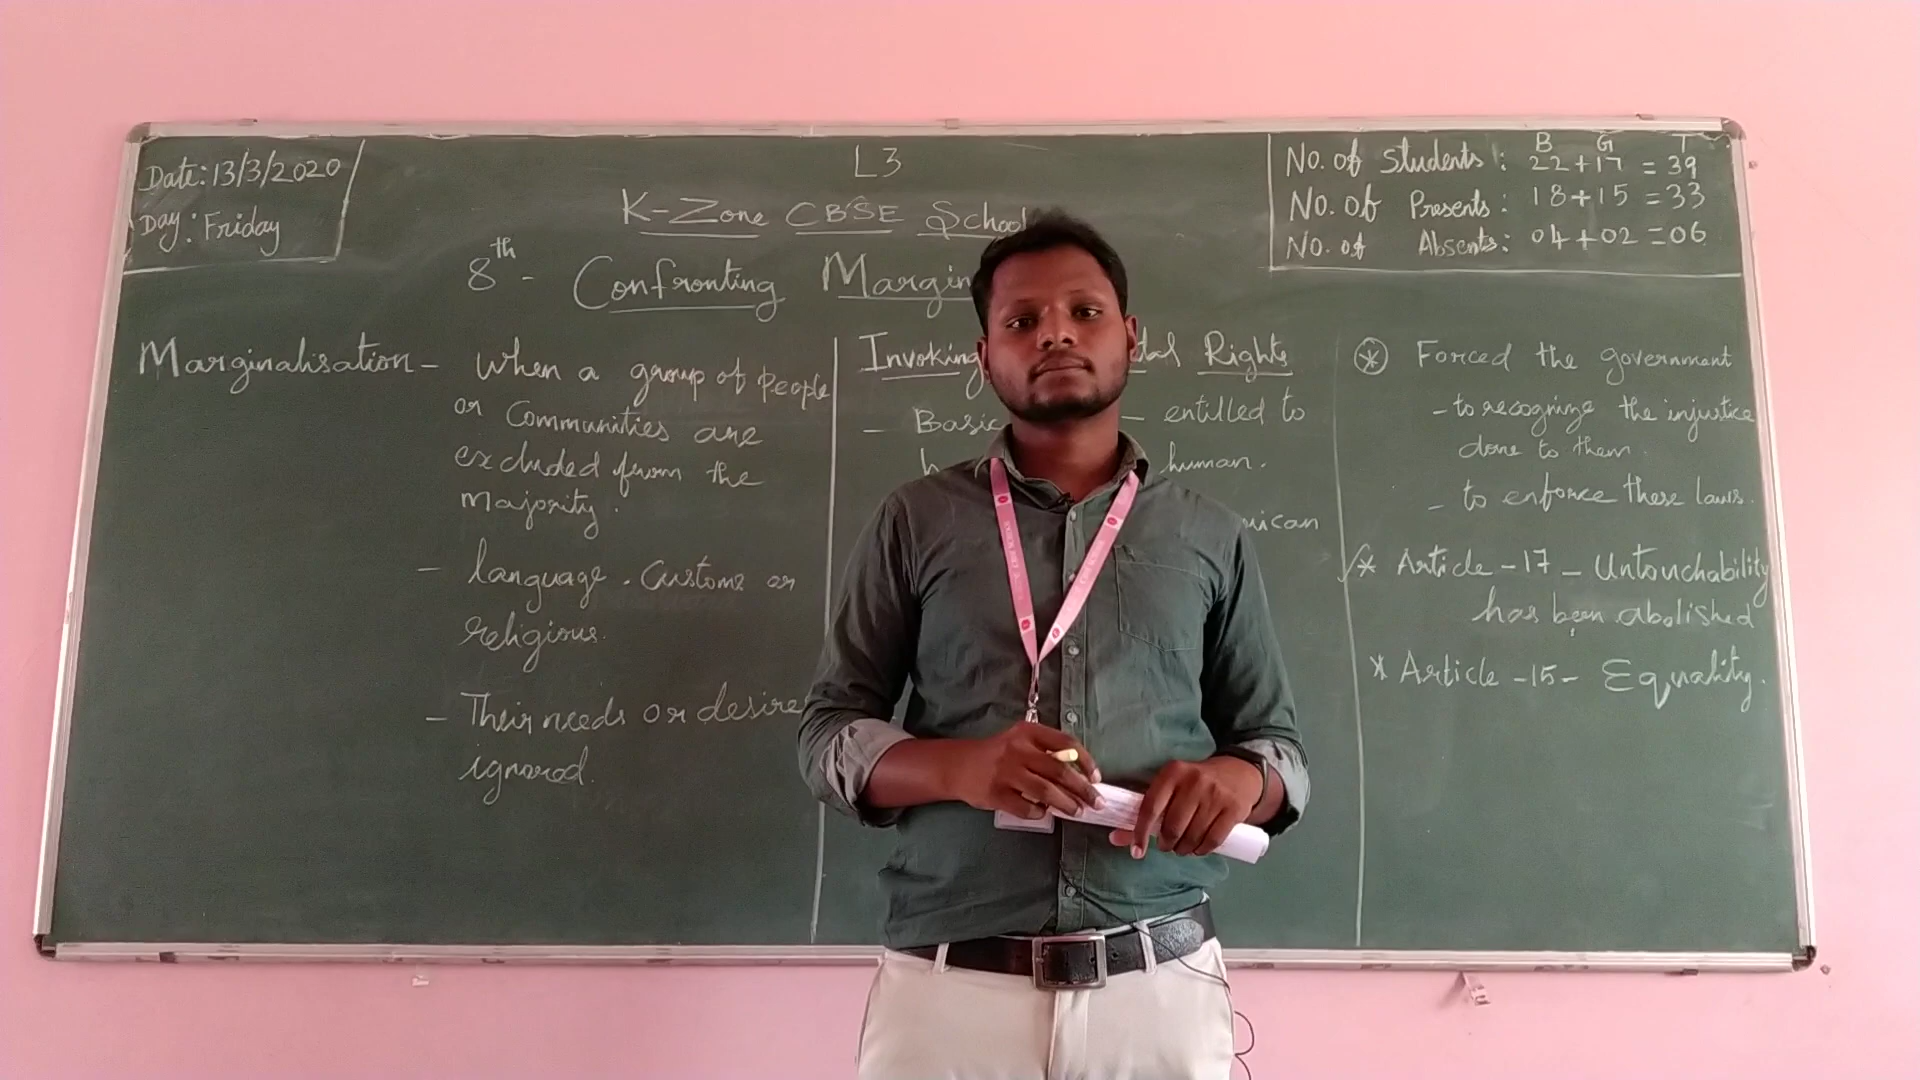 Date: 13/3/2020
Day: Friday
L3
K-Zone CBSE School
8th - Confronting Margin
B G T
No. of Students: 22+17 = 39
No. of Presents: 18+15 = 33
No. of Absents: 04+02 = 06
Marginalisation - When a group of people
or Communities are
excluded from the
Majority.
- language. Customs or
religious.
- Their needs or desire
ignored.
Invoking Rights
- Basic - entilled to
human.
* Forced the government
- to recognize the injustice
done to them.
- to enforce these laws.
* Article - 17 - Untouchability
has been abolished
* Article - 15 - Equality.